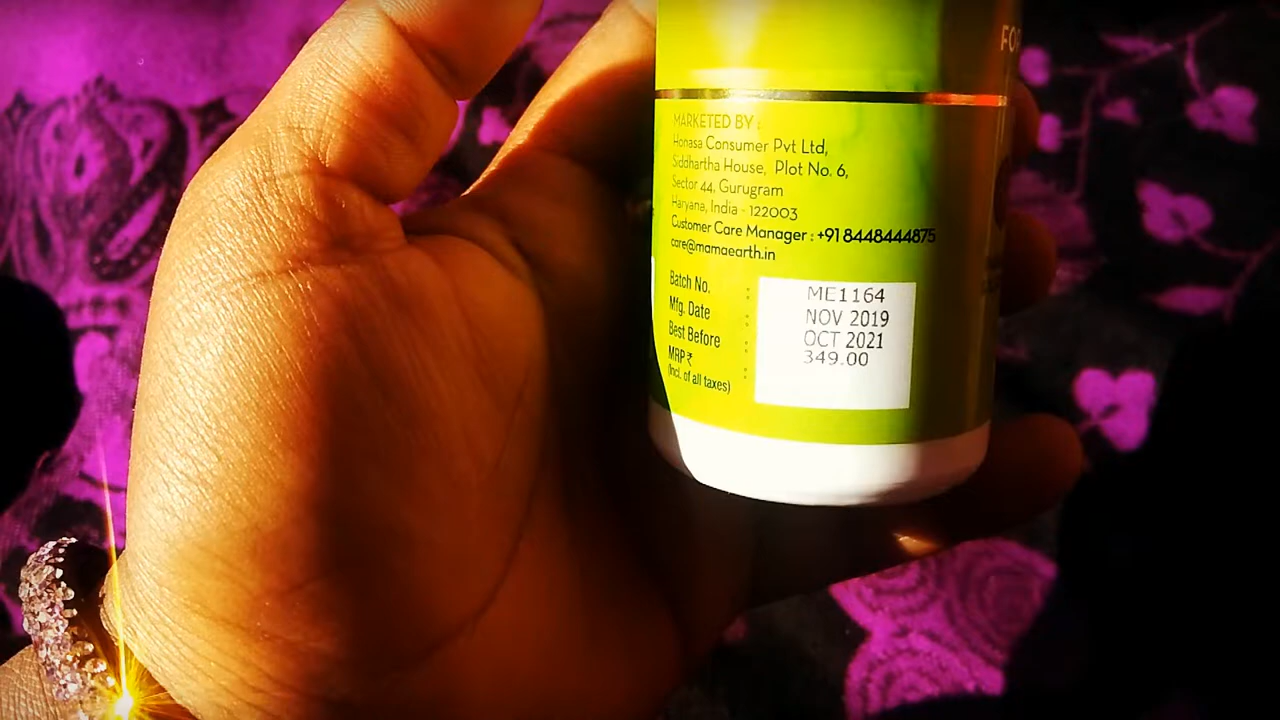 MARKETED BY :
Honasa Consumer Pvt Ltd,
Siddhartha House, Plot No. 6,
Sector 44, Gurugram
Haryana, India - 122003
Customer Care Manager : +91 8448444875
care@mamaearth.in
Batch No. : ME1164
Mfg. Date : NOV 2019
Best Before : OCT 2021
MRP ₹ : 349.00
(Incl. of all taxes)